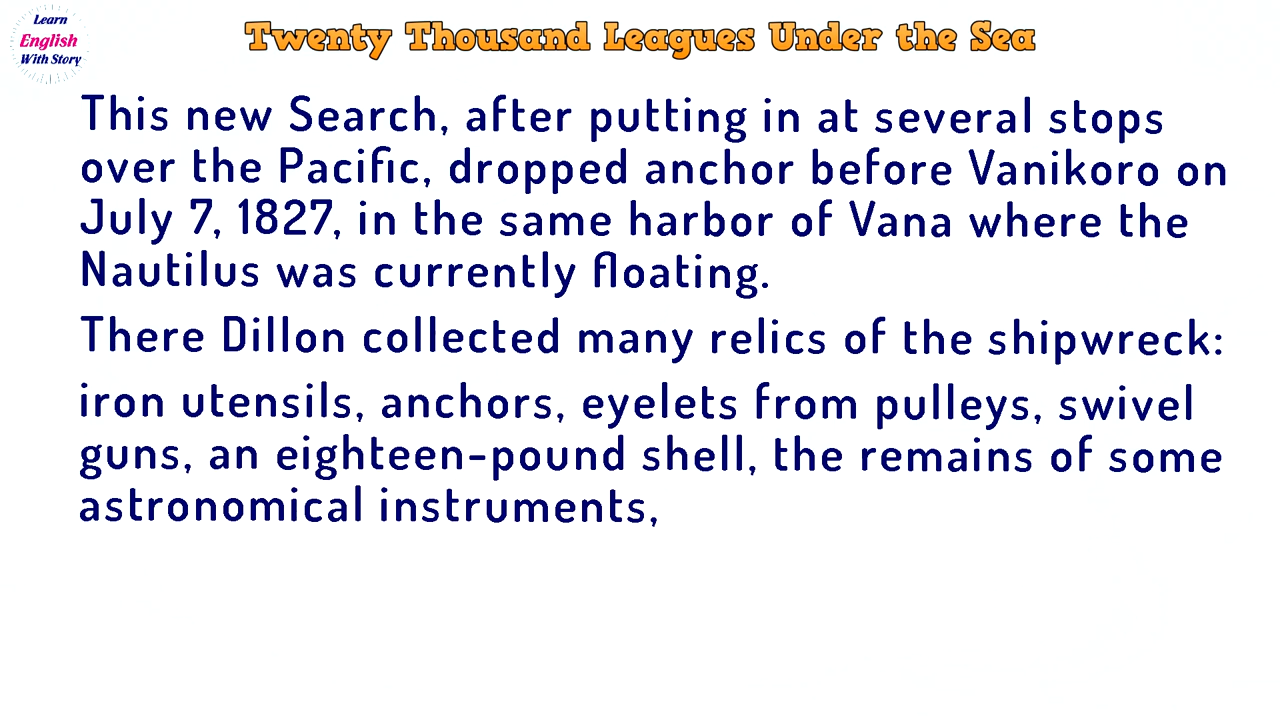 Learn
English
With Story
Twenty Thousand Leagues Under the Sea
This new Search, after putting in at several stops
over the Pacific, dropped anchor before Vanikoro on
July 7, 1827, in the same harbor of Vana where the
Nautilus was currently floating.
There Dillon collected many relics of the shipwreck:
iron utensils, anchors, eyelets from pulleys, swivel
guns, an eighteen-pound shell, the remains of some
astronomical instruments,